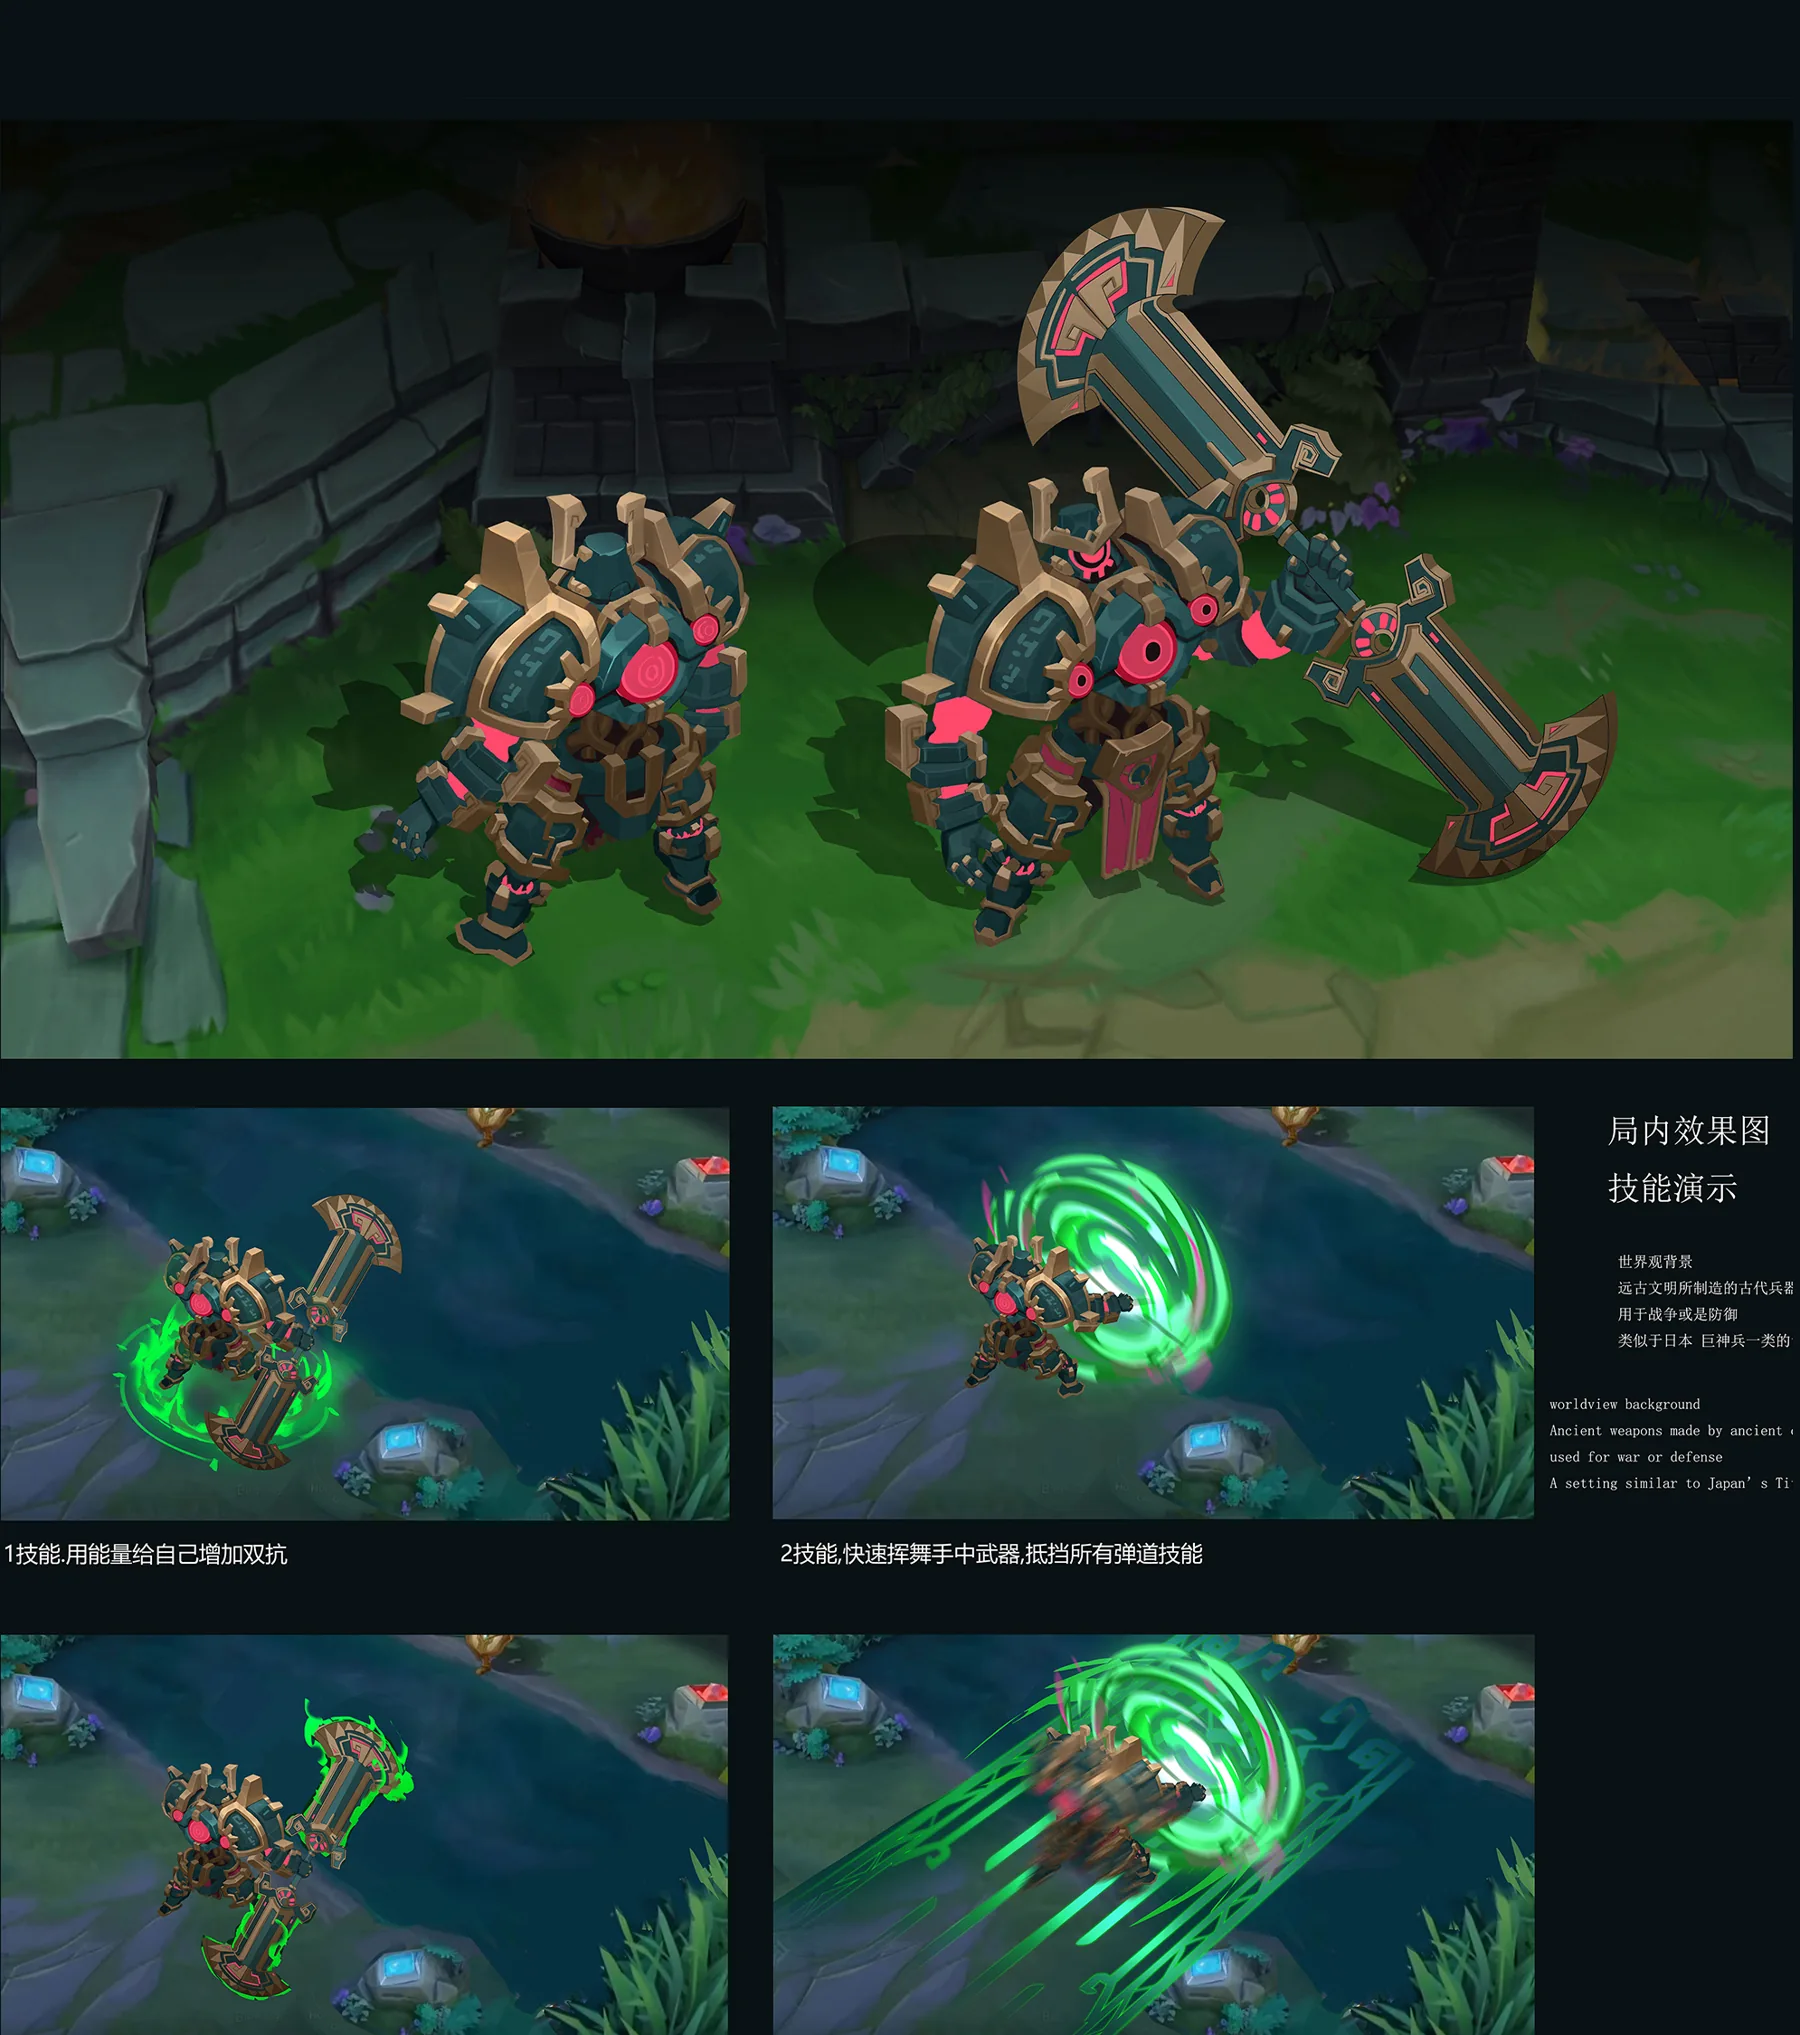 局内效果图
技能演示
世界观背景
远古文明所制造的古代兵器
用于战争或是防御
类似于日本 巨神兵一类的
worldview background
Ancient weapons made by ancient
used for war or defense
A setting similar to Japan's
1技能.用能量给自己增加双抗
2技能,快速挥舞手中武器,抵挡所有弹道技能